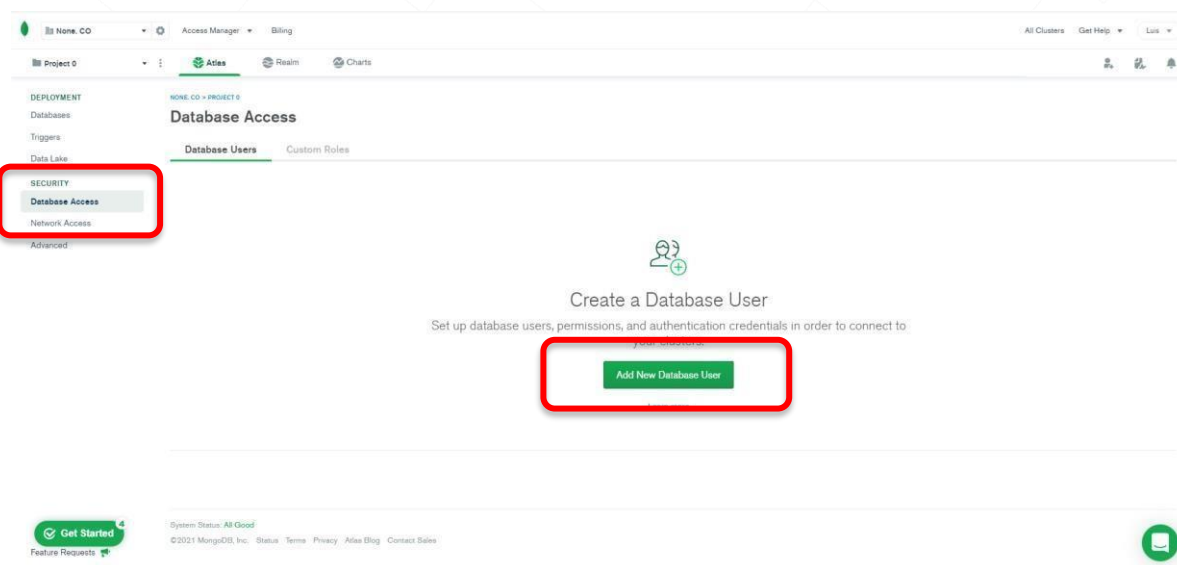 None. CO
Access Manager
Billing
All Clusters
Get Help
Luis
Project 0
Atlas
Realm
Charts
DEPLOYMENT
Databases
Triggers
Data Lake
SECURITY
Database Access
Network Access
Advanced
NONE. CO > PROJECT 0
Database Access
Database Users
Custom Roles
Create a Database User
Set up database users, permissions, and authentication credentials in order to connect to
your clusters.
Add New Database User
4
Get Started
Feature Requests
System Status: All Good
©2021 MongoDB, Inc. Status Terms Privacy Atlas Blog Contact Sales